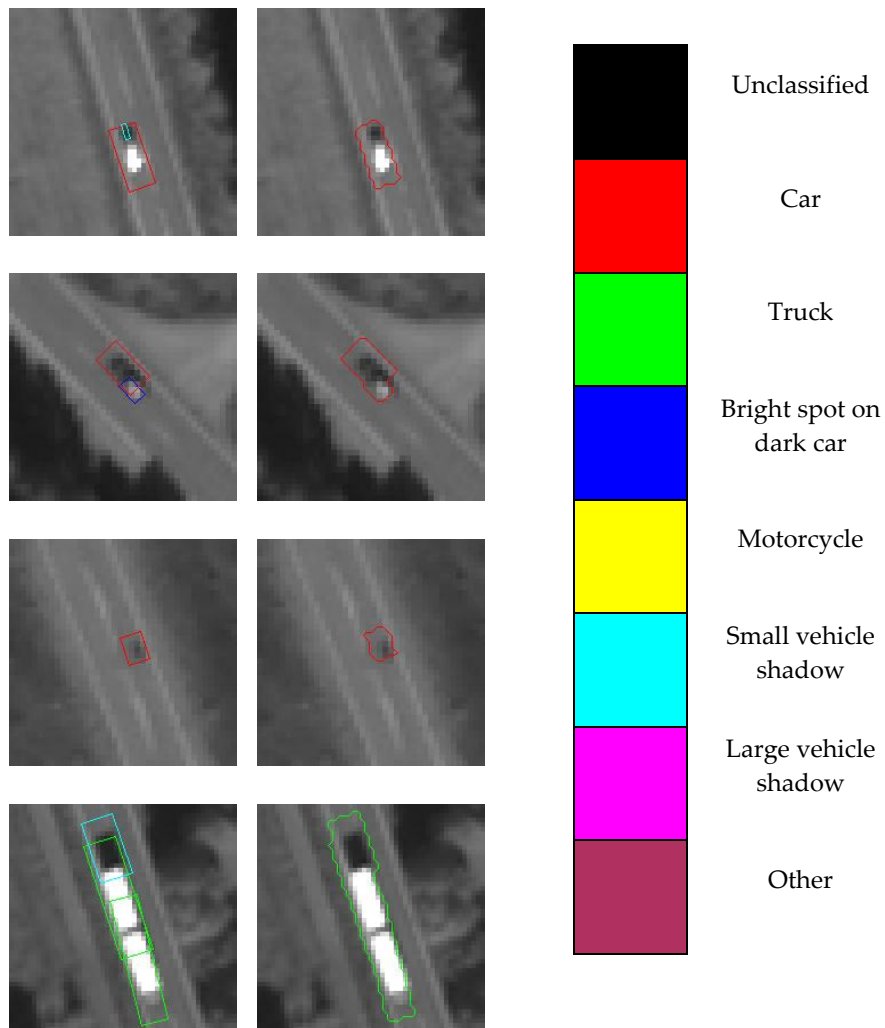 Unclassified
Car
Truck
Bright spot on
dark car
Motorcycle
Small vehicle
shadow
Large vehicle
shadow
Other